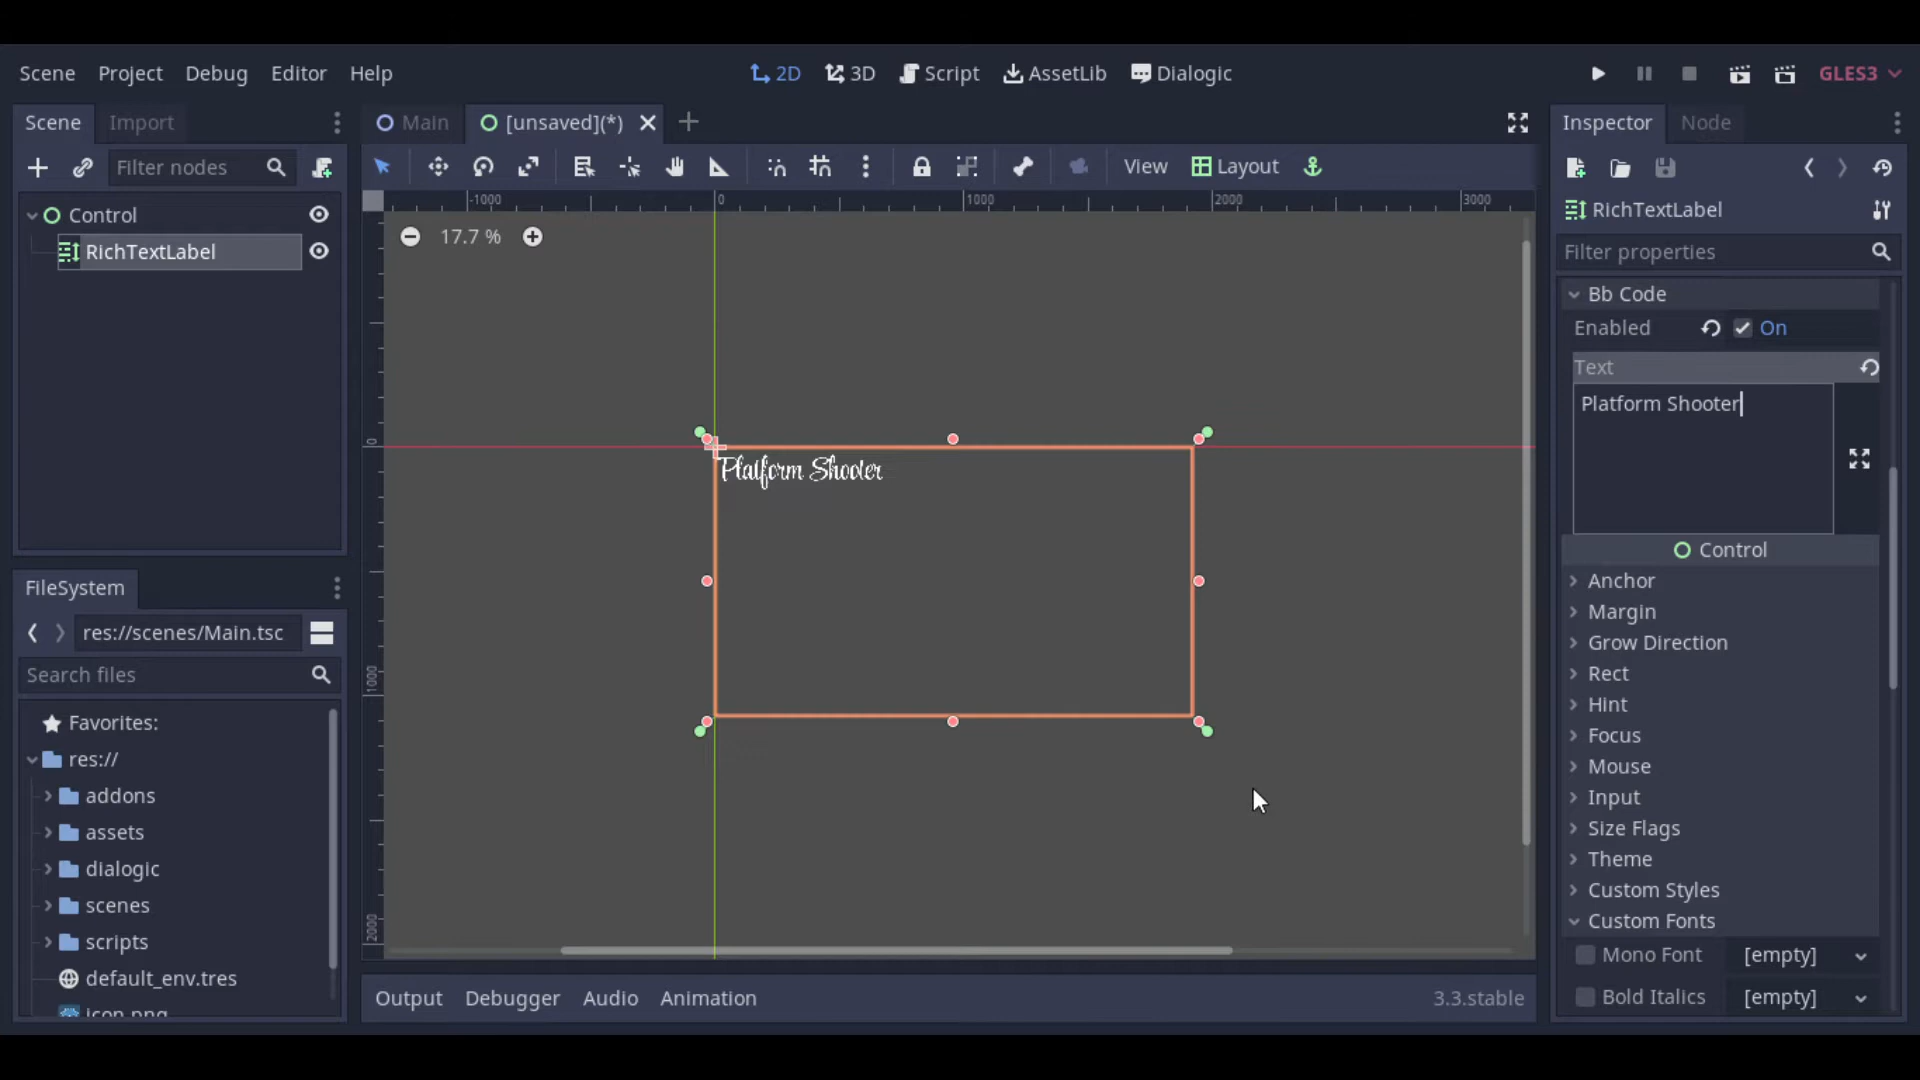 Scene Project Debug Editor Help 2D 3D Script AssetLib Dialogic GLES3
Scene Import
Filter nodes
Control
RichTextLabel
FileSystem
res://scenes/Main.tsc
Search files
Favorites:
res://
addons
assets
dialogic
scenes
scripts
default_env.tres
icon.png
Main [unsaved](*)
View Layout
-1000 0 1000 2000 3000
17.7 %
0
1000
2000
Platform Shooter
Output Debugger Audio Animation 3.3.stable
Inspector Node
RichTextLabel
Filter properties
Bb Code
Enabled On
Text
Platform Shooter
Control
Anchor
Margin
Grow Direction
Rect
Hint
Focus
Mouse
Input
Size Flags
Theme
Custom Styles
Custom Fonts
Mono Font [empty]
Bold Italics [empty]